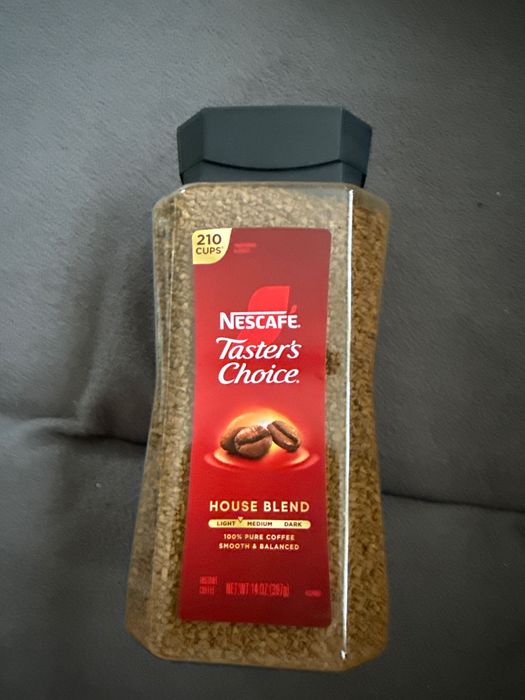 210
CUPS*
NESCAFÉ®
Taster's
Choice®
HOUSE BLEND
LIGHT MEDIUM DARK
100% PURE COFFEE
SMOOTH & BALANCED
INSTANT
COFFEE
NET WT 14 OZ (397g)